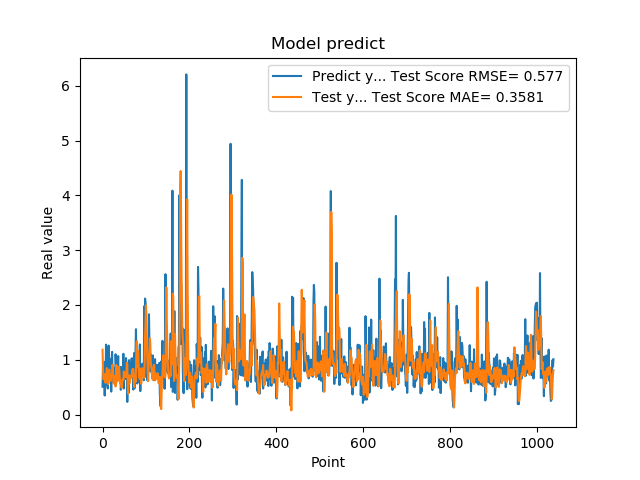 Model predict
Predict y... Test Score RMSE= 0.577
Test y... Test Score MAE= 0.3581
Real value
6
5
4
3
2
1
0
0 200 400 600 800 1000
Point